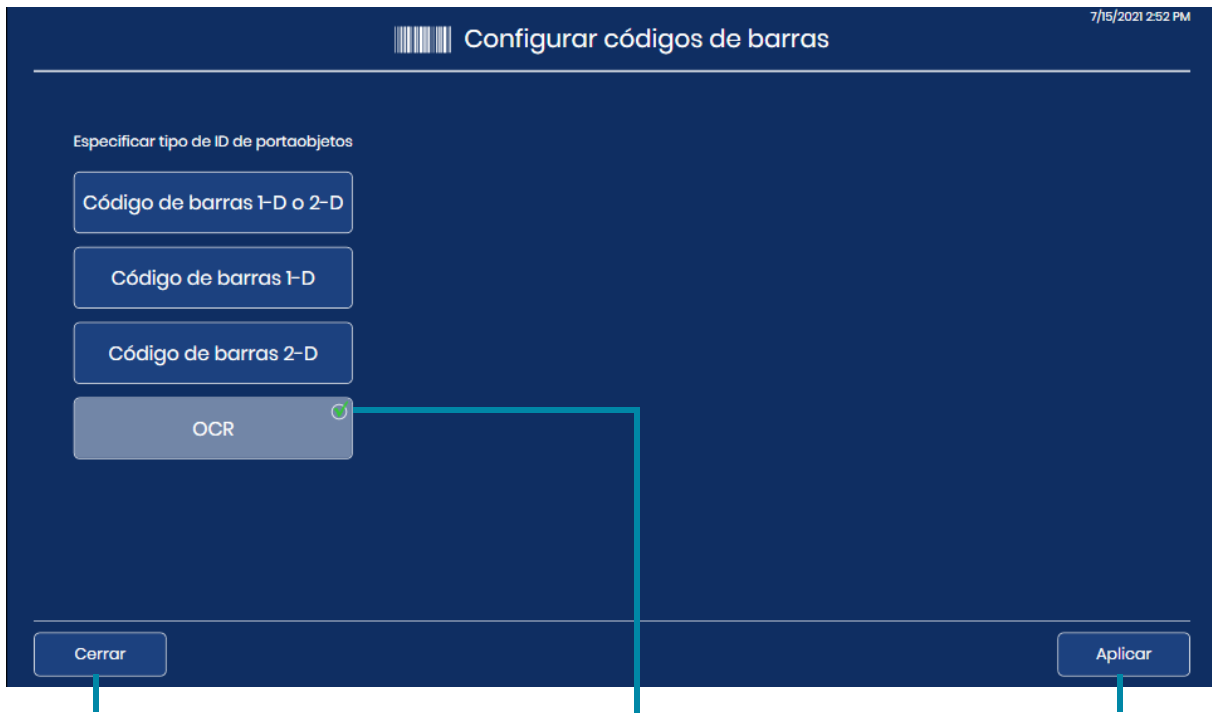 7/15/2021 2:52 PM
Configurar códigos de barras
Especificar tipo de ID de portaobjetos
Código de barras 1-D o 2-D
Código de barras 1-D
Código de barras 2-D
OCR
Cerrar
Aplicar